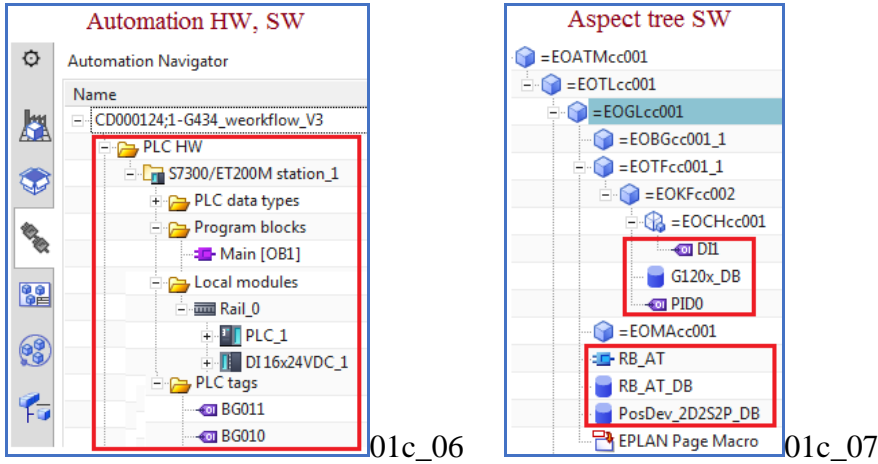 Automation HW, SW
Automation Navigator
Name
CD000124;1-G434_weorkflow_V3
PLC HW
S7300/ET200M station_1
PLC data types
Program blocks
Main [OB1]
Local modules
Rail_0
PLC_1
DI 16x24VDC_1
PLC tags
BG011
BG010
01c_06
Aspect tree SW
=EOATMcc001
=EOTLcc001
=EOGLcc001
=EOBGcc001_1
=EOTFcc001_1
=EOKFcc002
=EOCHcc001
DI1
G120x_DB
PID0
=EOMAcc001
RB_AT
RB_AT_DB
PosDev_2D2S2P_DB
EPLAN Page Macro
01c_07